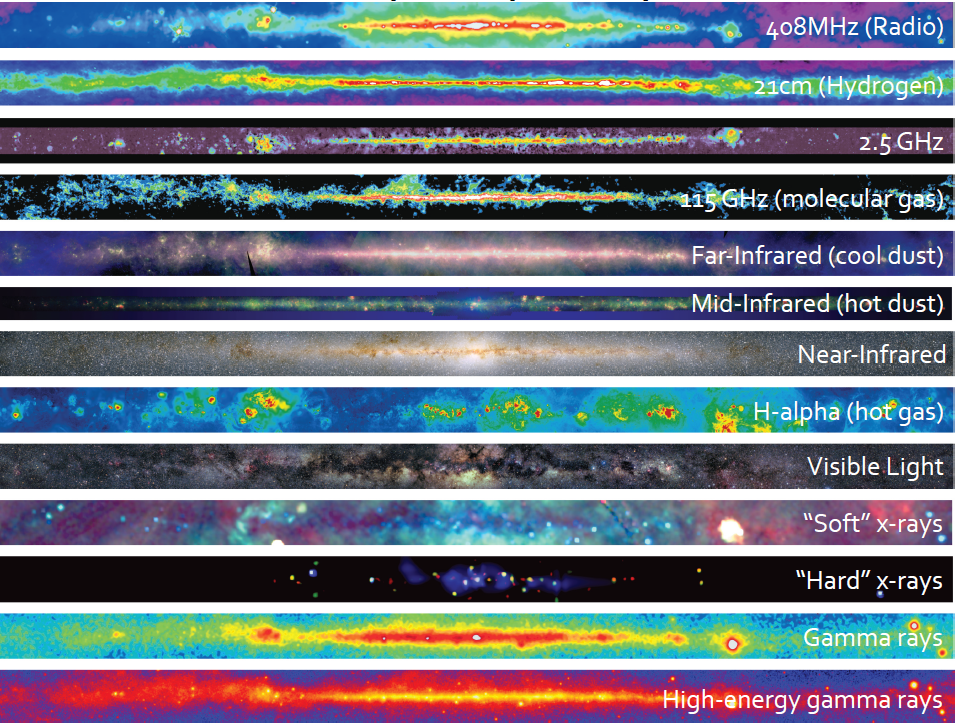 408MHz (Radio)
21cm (Hydrogen)
2.5 GHz
115 GHz (molecular gas)
Far-Infrared (cool dust)
Mid-Infrared (hot dust)
Near-Infrared
H-alpha (hot gas)
Visible Light
“Soft” x-rays
“Hard” x-rays
Gamma rays
High-energy gamma rays